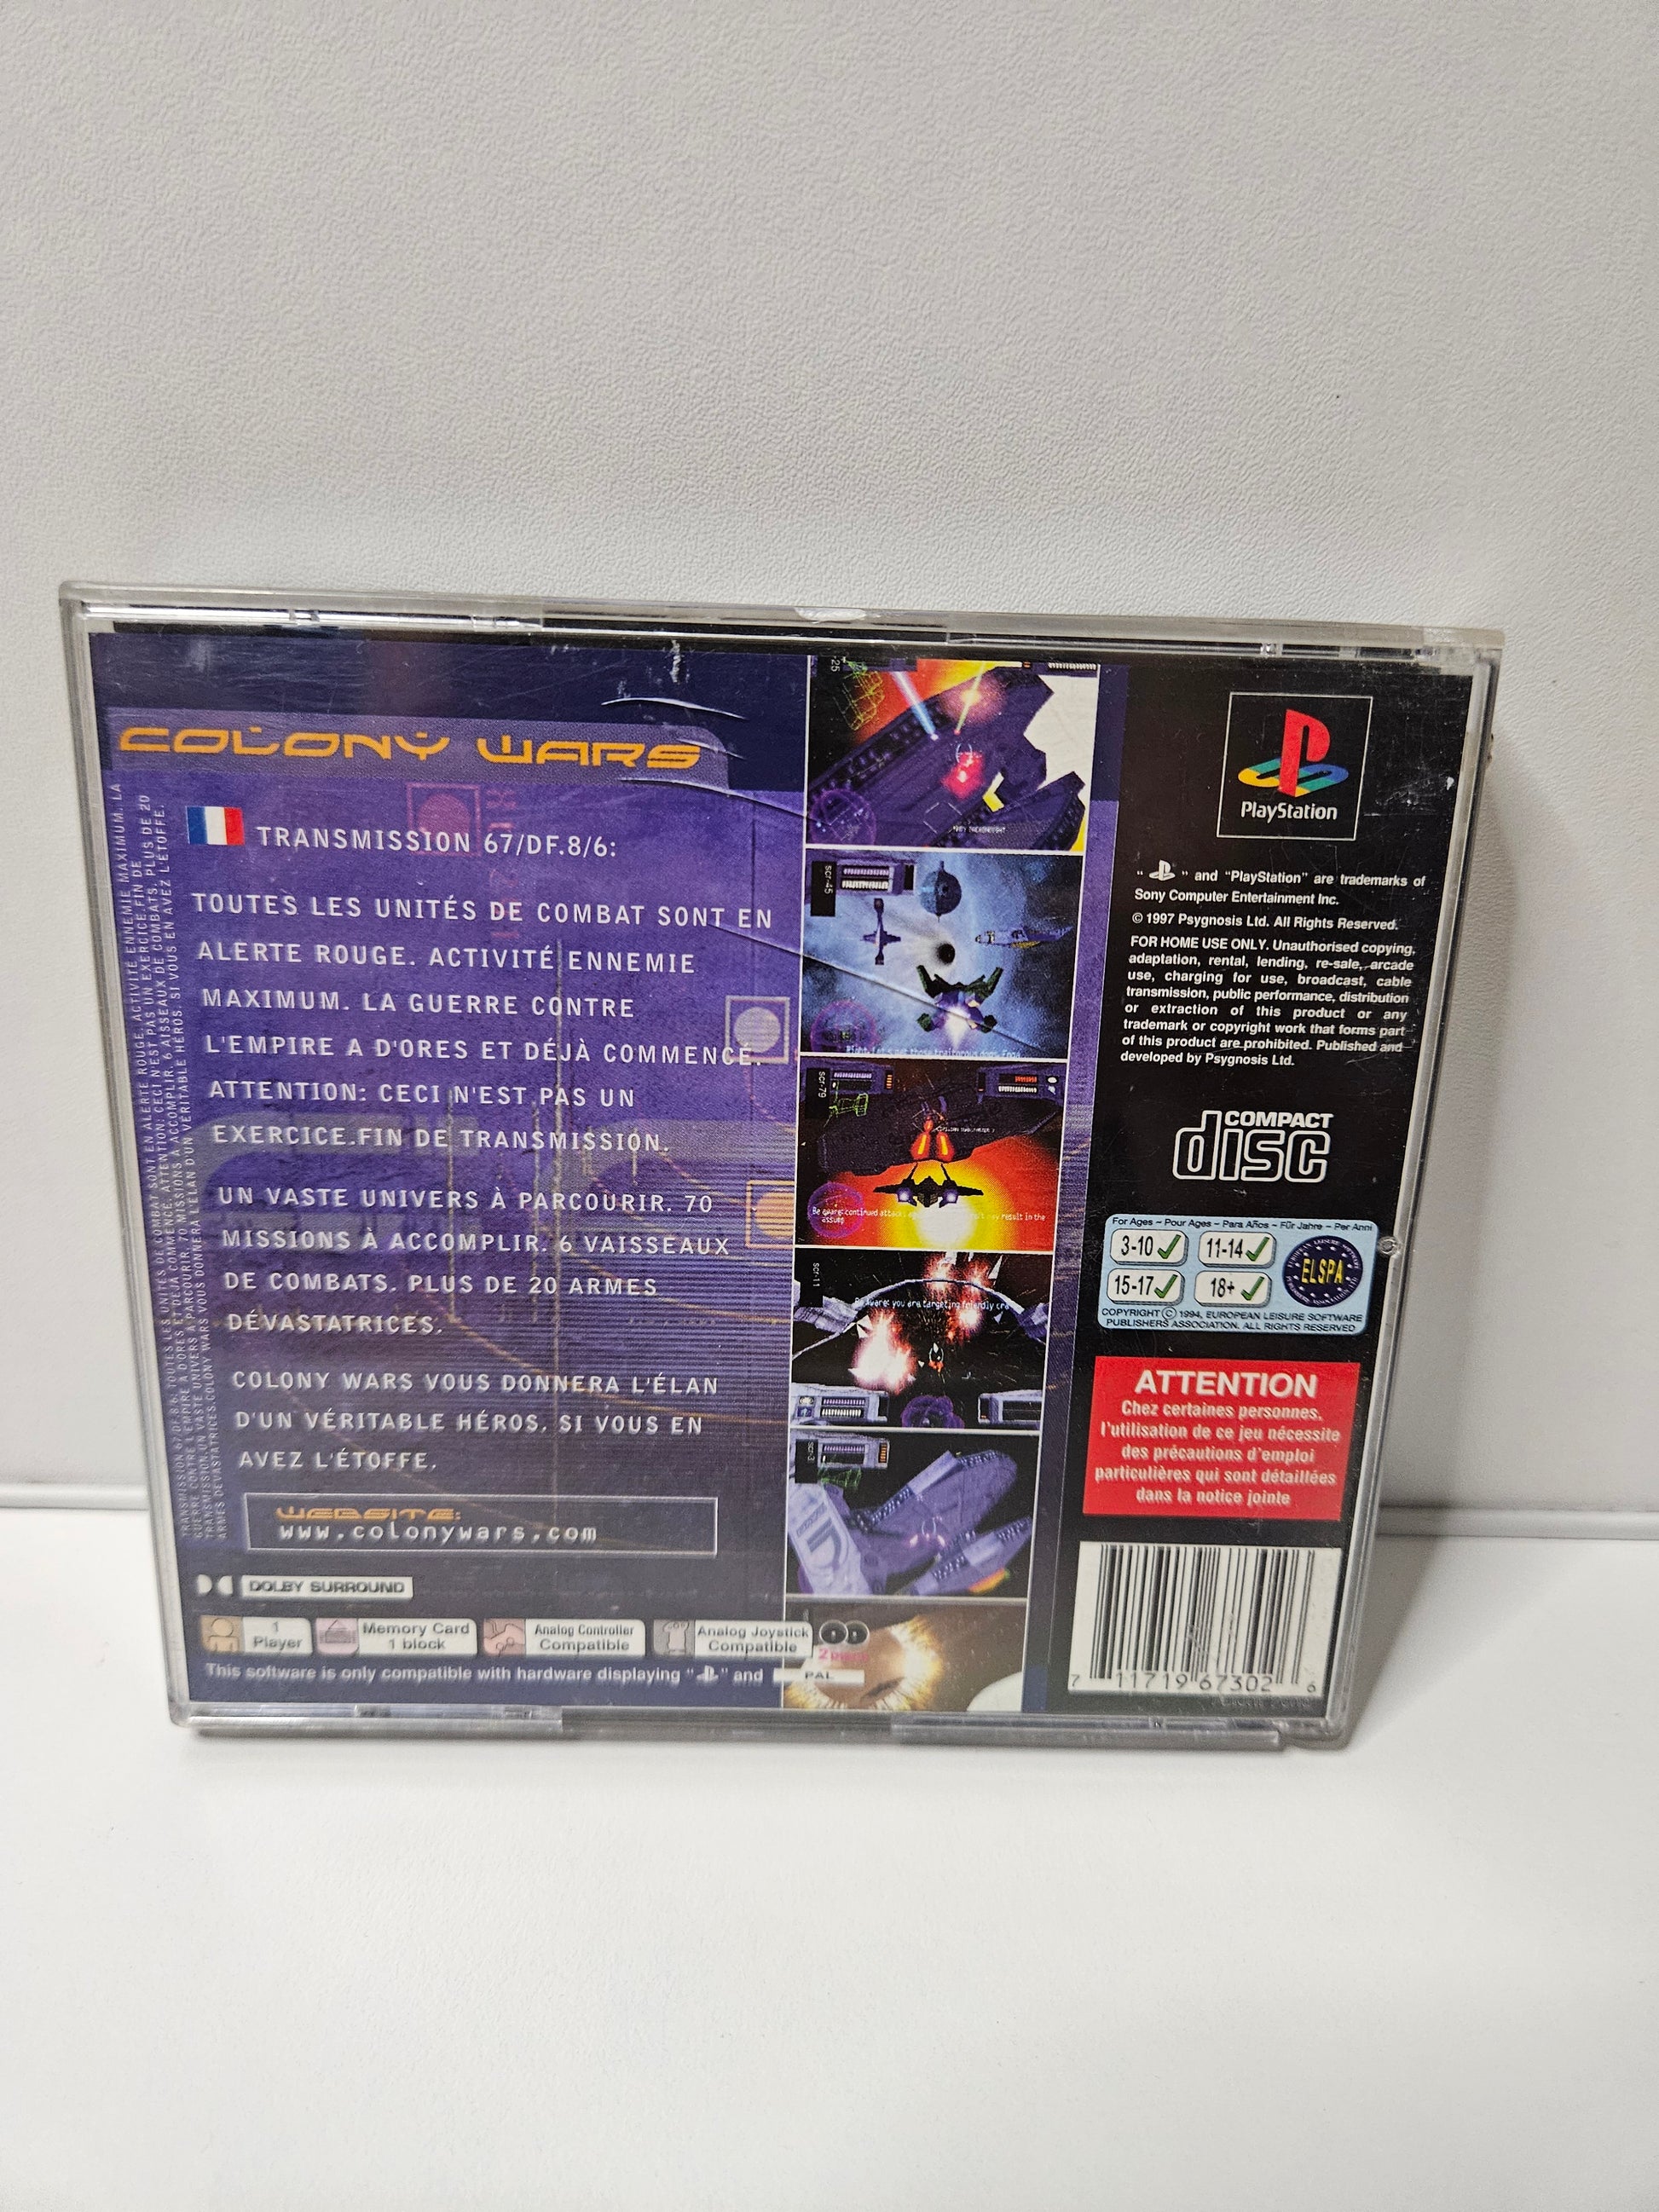 COLONY WARS
TRANSMISSION 67/DF.8/6:
TOUTES LES UNITÉS DE COMBAT SONT EN
ALERTE ROUGE. ACTIVITÉ ENNEMIE
MAXIMUM. LA GUERRE CONTRE
L'EMPIRE A D'ORES ET DÉJÀ COMMENCÉ.
ATTENTION: CECI N'EST PAS UN
EXERCICE.FIN DE TRANSMISSION.
UN VASTE UNIVERS À PARCOURIR. 70
MISSIONS À ACCOMPLIR. 6 VAISSEAUX
DE COMBATS. PLUS DE 20 ARMES
DÉVASTATRICES.
COLONY WARS VOUS DONNERA L'ÉLAN
D'UN VÉRITABLE HÉROS. SI VOUS EN
AVEZ L'ÉTOFFE.
WEBSITE:
www.colonywars.com
DOLBY SURROUND
1
Player
Memory Card
1 block
Analog Controller
Compatible
Analog Joystick
Compatible
This software is only compatible with hardware displaying " " and PAL
scr-45
scr-79
scr-11
PlayStation
" " and "PlayStation" are trademarks of
Sony Computer Entertainment Inc.
© 1997 Psygnosis Ltd. All Rights Reserved.
FOR HOME USE ONLY. Unauthorised copying,
adaptation, rental, lending, re-sale, arcade
use, charging for use, broadcast, cable
transmission, public performance, distribution
or extraction of this product or any
trademark or copyright work that forms part
of this product are prohibited. Published and
developed by Psygnosis Ltd.
COMPACT
disc
For Ages ~ Pour Ages ~ Para Años ~ Für Jahre ~ Per Anni
3-10 11-14
15-17 18+
ELSPA
COPYRIGHT © 1994, EUROPEAN LEISURE SOFTWARE
PUBLISHERS ASSOCIATION. ALL RIGHTS RESERVED
ATTENTION
Chez certaines personnes,
l'utilisation de ce jeu nécessite
des précautions d'emploi
particulières qui sont détaillées
dans la notice jointe
7 11719 67302 6